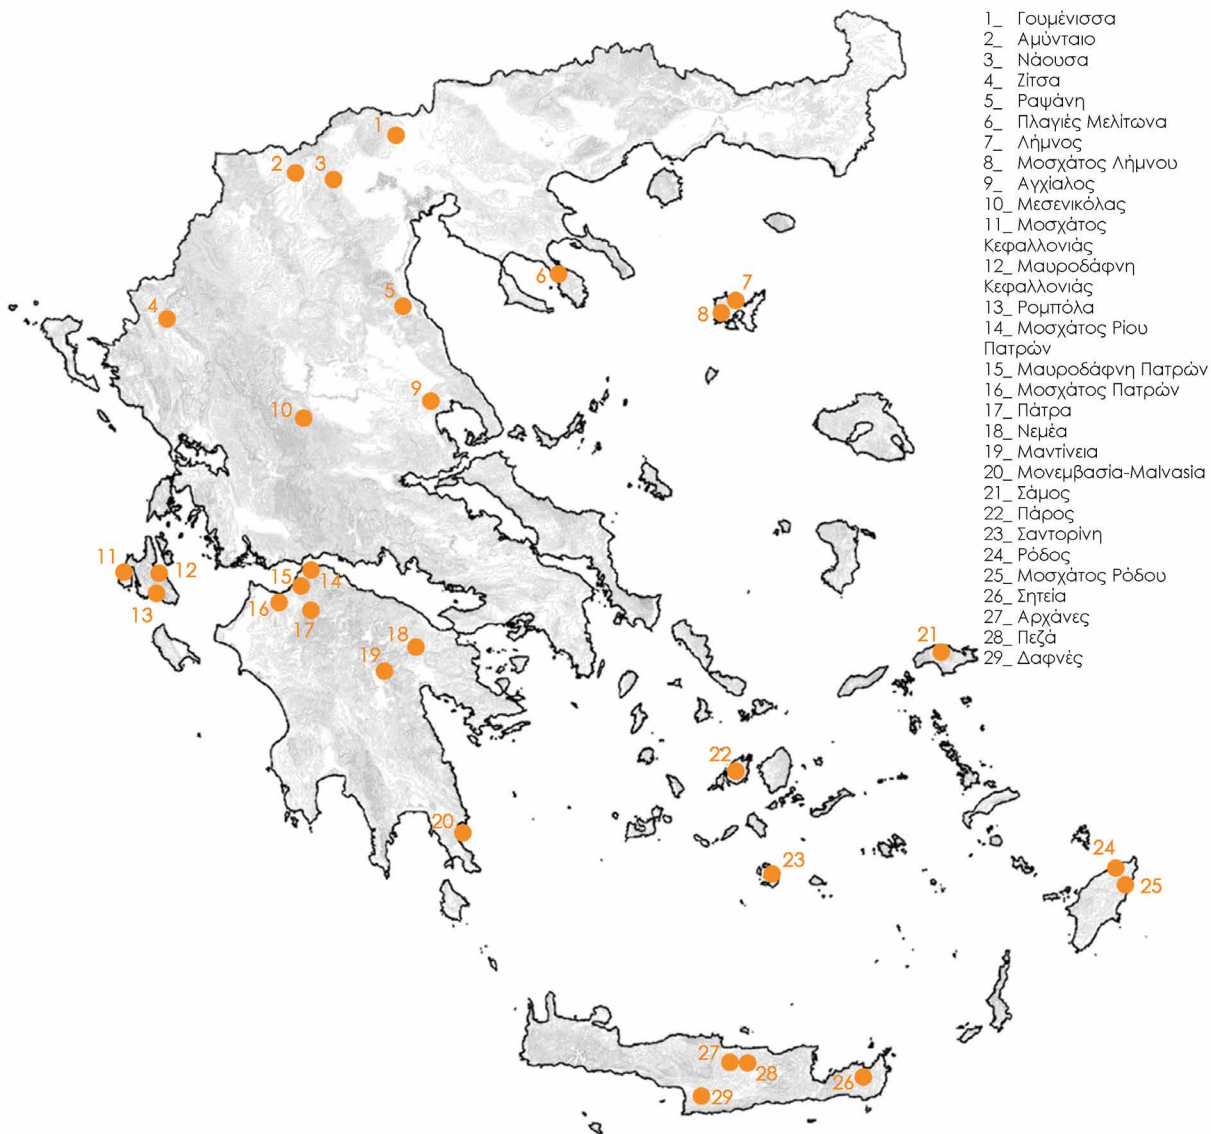 1_ Γουμένισσα
2_ Αμύνταιο
3_ Νάουσα
4_ Ζίτσα
5_ Ραψάνη
6_ Πλαγιές Μελίτωνα
7_ Λήμνος
8_ Μοσχάτος Λήμνου
9_ Αγχίαλος
10_ Μεσενικόλας
11_ Μοσχάτος
Κεφαλλονιάς
12_ Μαυροδάφνη
Κεφαλλονιάς
13_ Ρομπόλα
14_ Μοσχάτος Ρίου
Πατρών
15_ Μαυροδάφνη Πατρών
16_ Μοσχάτος Πατρών
17_ Πάτρα
18_ Νεμέα
19_ Μαντίνεια
20_ Μονεμβασία-Malvasia
21_ Σάμος
22_ Πάρος
23_ Σαντορίνη
24_ Ρόδος
25_ Μοσχάτος Ρόδου
26_ Σητεία
27_ Αρχάνες
28_ Πεζά
29_ Δαφνές
1
2
3
4
5
6
7
8
9
10
11
12
13
14
15
16
17
18
19
20
21
22
23
24
25
26
27
28
29